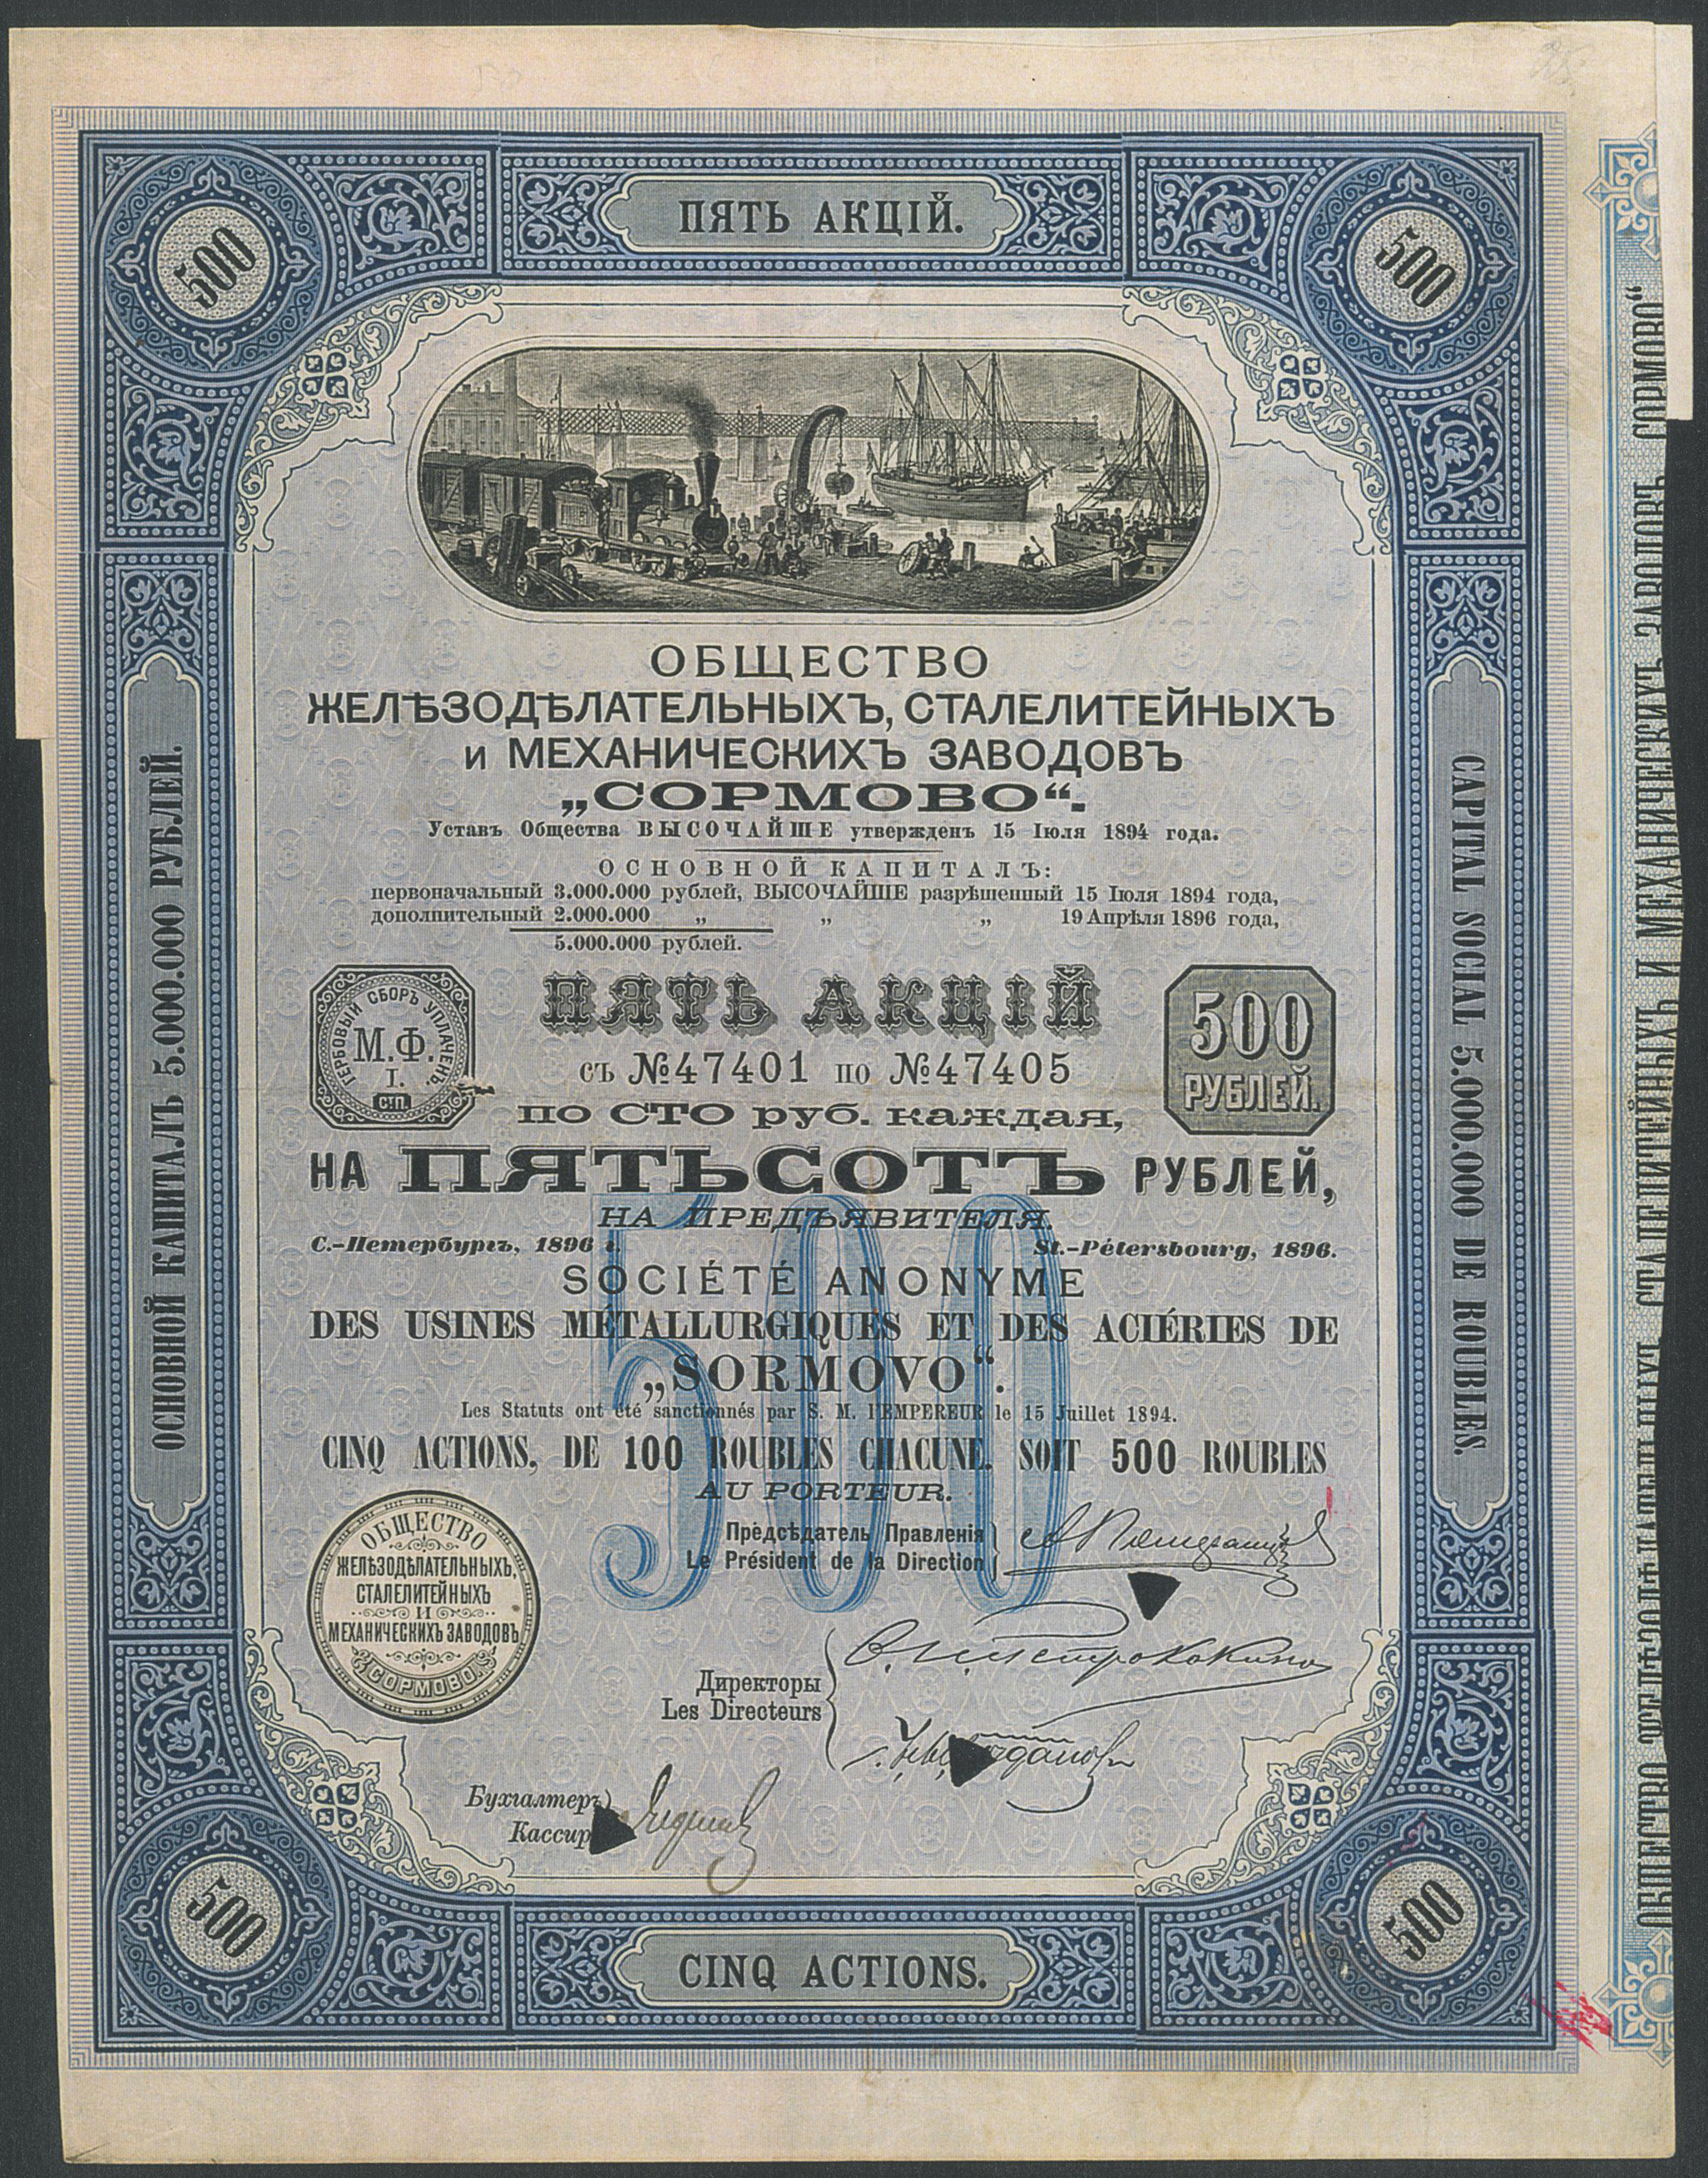 ПЯТЬ АКЦІЙ.
500
500
ОСНОВНОЙ КАПИТАЛЪ 5.000.000 РУБЛЕЙ.
CAPITAL SOCIAL 5.000.000 DE ROUBLES.
ОБЩЕСТВО ЖЕЛѢЗОДѢЛАТЕЛЬНЫХЪ, СТАЛЕЛИТЕЙНЫХЪ И МЕХАНИЧЕСКИХЪ ЗАВОДОВЪ СОРМОВО"
ОБЩЕСТВО
ЖЕЛѢЗОДѢЛАТЕЛЬНЫХЪ, СТАЛЕЛИТЕЙНЫХЪ
и МЕХАНИЧЕСКИХЪ ЗАВОДОВЪ
„СОРМОВО“.
Уставъ Общества ВЫСОЧАЙШЕ утвержденъ 15 Іюля 1894 года.
ОСНОВНОЙ КАПИТАЛЪ:
первоначальный 3.000.000 рублей, ВЫСОЧАЙШЕ разрѣшенный 15 Іюля 1894 года,
дополнительный 2.000.000 „ „ „ 19 Апрѣля 1896 года,
5.000.000 рублей.
ГЕРБОВЫЙ СБОРЪ УПЛАЧЕНЪ.
М.Ф.
I.
СТП.
ПЯТЬ АКЦІЙ
съ №47401 по №47405
500
РУБЛЕЙ.
по СТО руб. каждая,
НА ПЯТЬСОТЪ РУБЛЕЙ,
НА ПРЕДЪЯВИТЕЛЯ.
С.-Петербургъ, 1896 г.
St.-Pétersbourg, 1896.
500
SOCIÉTÉ ANONYME
DES USINES MÉTALLURGIQUES ET DES ACIÉRIES DE
„SORMOVO“.
Les Statuts ont été sanctionnés par S. M. l'EMPEREUR le 15 Juillet 1894.
CINQ ACTIONS, DE 100 ROUBLES CHACUNE, SOIT 500 ROUBLES
AU PORTEUR.
Предсѣдатель Правленія
Le Président de la Direction
ОБЩЕСТВО
ЖЕЛѢЗОДѢЛАТЕЛЬНЫХЪ,
СТАЛЕЛИТЕЙНЫХЪ
И
МЕХАНИЧЕСКИХЪ ЗАВОДОВЪ
„СОРМОВО“
Директоры
Les Directeurs
Бухгалтеръ
Кассир
500
500
CINQ ACTIONS.